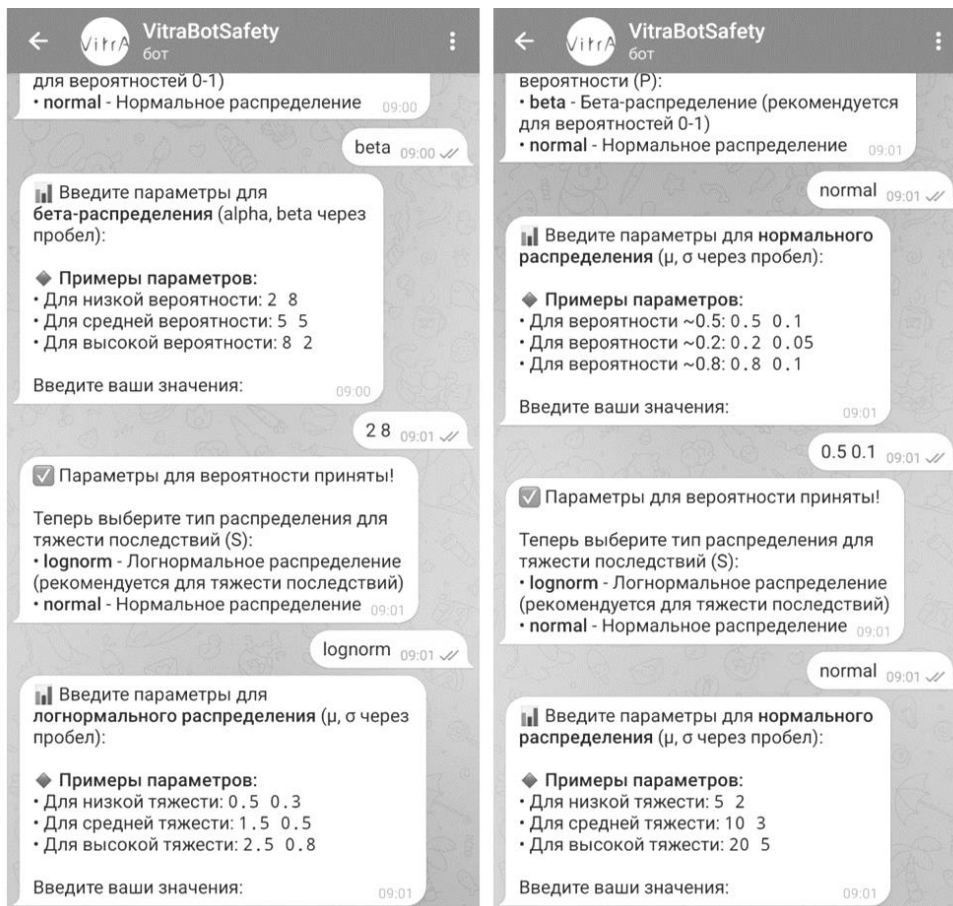 VitrA
VitraBotSafety
бот
для вероятностей 0-1)
• normal - Нормальное распределение 09:00
beta 09:00
Введите параметры для
бета-распределения (alpha, beta через
пробел):
Примеры параметров:
• Для низкой вероятности: 2 8
• Для средней вероятности: 5 5
• Для высокой вероятности: 8 2
Введите ваши значения: 09:00
2 8 09:01
Параметры для вероятности приняты!
Теперь выберите тип распределения для
тяжести последствий (S):
• lognorm - Логнормальное распределение
(рекомендуется для тяжести последствий)
• normal - Нормальное распределение 09:01
lognorm 09:01
Введите параметры для
логнормального распределения (μ, σ через
пробел):
Примеры параметров:
• Для низкой тяжести: 0.5 0.3
• Для средней тяжести: 1.5 0.5
• Для высокой тяжести: 2.5 0.8
Введите ваши значения: 09:01
VitrA
VitraBotSafety
бот
вероятности (P):
• beta - Бета-распределение (рекомендуется
для вероятностей 0-1)
• normal - Нормальное распределение 09:01
normal 09:01
Введите параметры для нормального
распределения (μ, σ через пробел):
Примеры параметров:
• Для вероятности ~0.5: 0.5 0.1
• Для вероятности ~0.2: 0.2 0.05
• Для вероятности ~0.8: 0.8 0.1
Введите ваши значения: 09:01
0.5 0.1 09:01
Параметры для вероятности приняты!
Теперь выберите тип распределения для
тяжести последствий (S):
• lognorm - Логнормальное распределение
(рекомендуется для тяжести последствий)
• normal - Нормальное распределение 09:01
normal 09:01
Введите параметры для нормального
распределения (μ, σ через пробел):
Примеры параметров:
• Для низкой тяжести: 5 2
• Для средней тяжести: 10 3
• Для высокой тяжести: 20 5
Введите ваши значения: 09:01